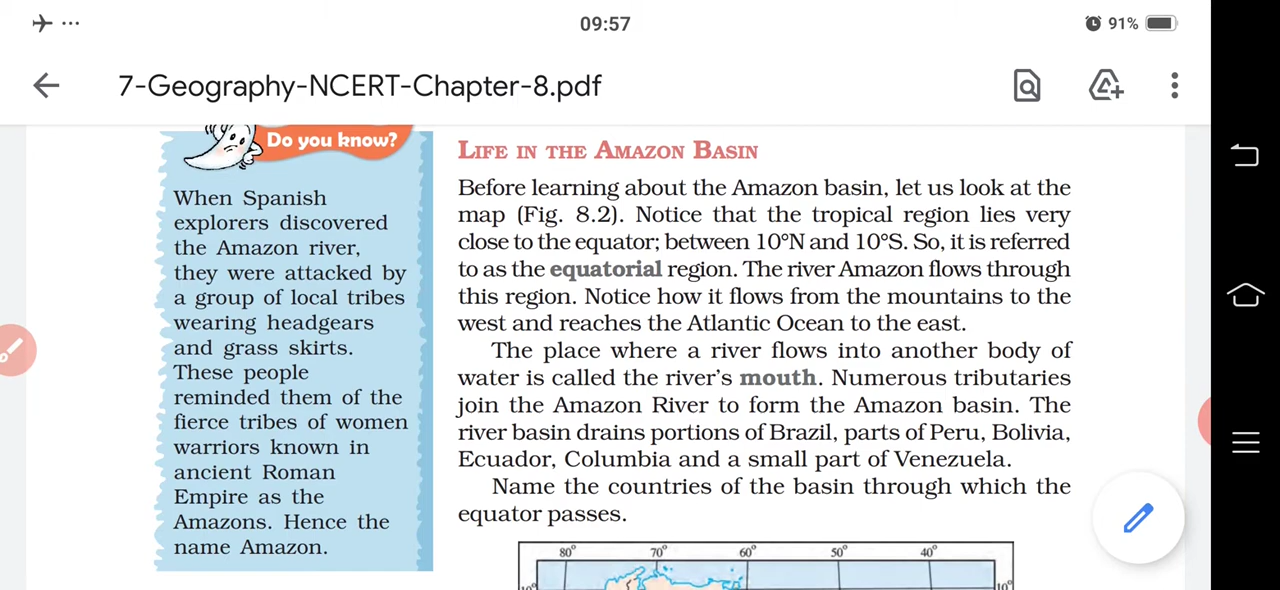 09:57
91%
7-Geography-NCERT-Chapter-8.pdf
Do you know?
When Spanish
explorers discovered
the Amazon river,
they were attacked by
a group of local tribes
wearing headgears
and grass skirts.
These people
reminded them of the
fierce tribes of women
warriors known in
ancient Roman
Empire as the
Amazons. Hence the
name Amazon.
LIFE IN THE AMAZON BASIN
Before learning about the Amazon basin, let us look at the
map (Fig. 8.2). Notice that the tropical region lies very
close to the equator; between 10°N and 10°S. So, it is referred
to as the equatorial region. The river Amazon flows through
this region. Notice how it flows from the mountains to the
west and reaches the Atlantic Ocean to the east.
The place where a river flows into another body of
water is called the river's mouth. Numerous tributaries
join the Amazon River to form the Amazon basin. The
river basin drains portions of Brazil, parts of Peru, Bolivia,
Ecuador, Columbia and a small part of Venezuela.
Name the countries of the basin through which the
equator passes.
80° 70° 60° 50° 40°
10° 10°